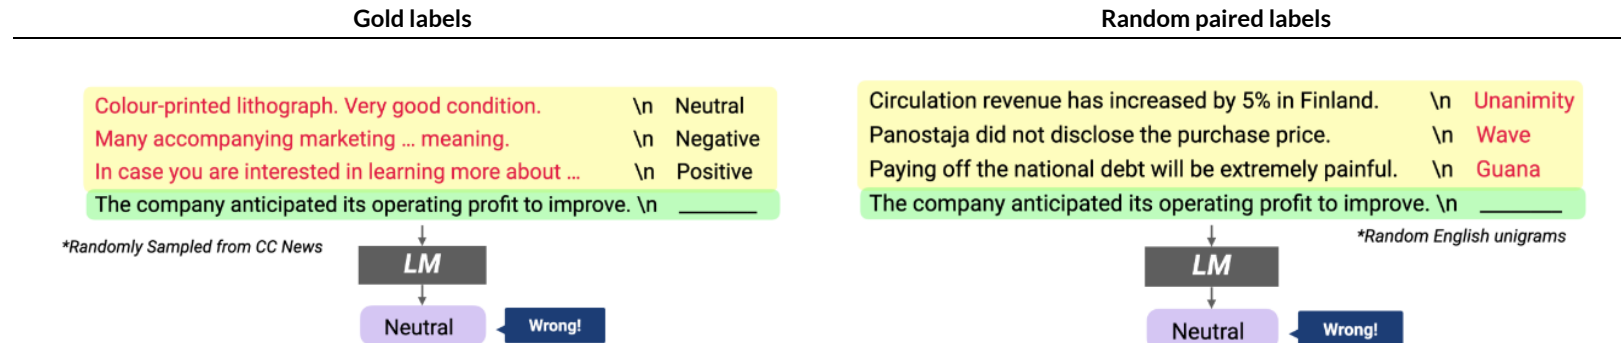 Gold labels
Random paired labels
Colour-printed lithograph. Very good condition. \n Neutral
Many accompanying marketing ... meaning. \n Negative
In case you are interested in learning more about ... \n Positive
The company anticipated its operating profit to improve. \n ________
*Randomly Sampled from CC News
LM
Neutral
Wrong!
Circulation revenue has increased by 5% in Finland. \n Unanimity
Panostaja did not disclose the purchase price. \n Wave
Paying off the national debt will be extremely painful. \n Guana
The company anticipated its operating profit to improve. \n ________
*Random English unigrams
LM
Neutral
Wrong!